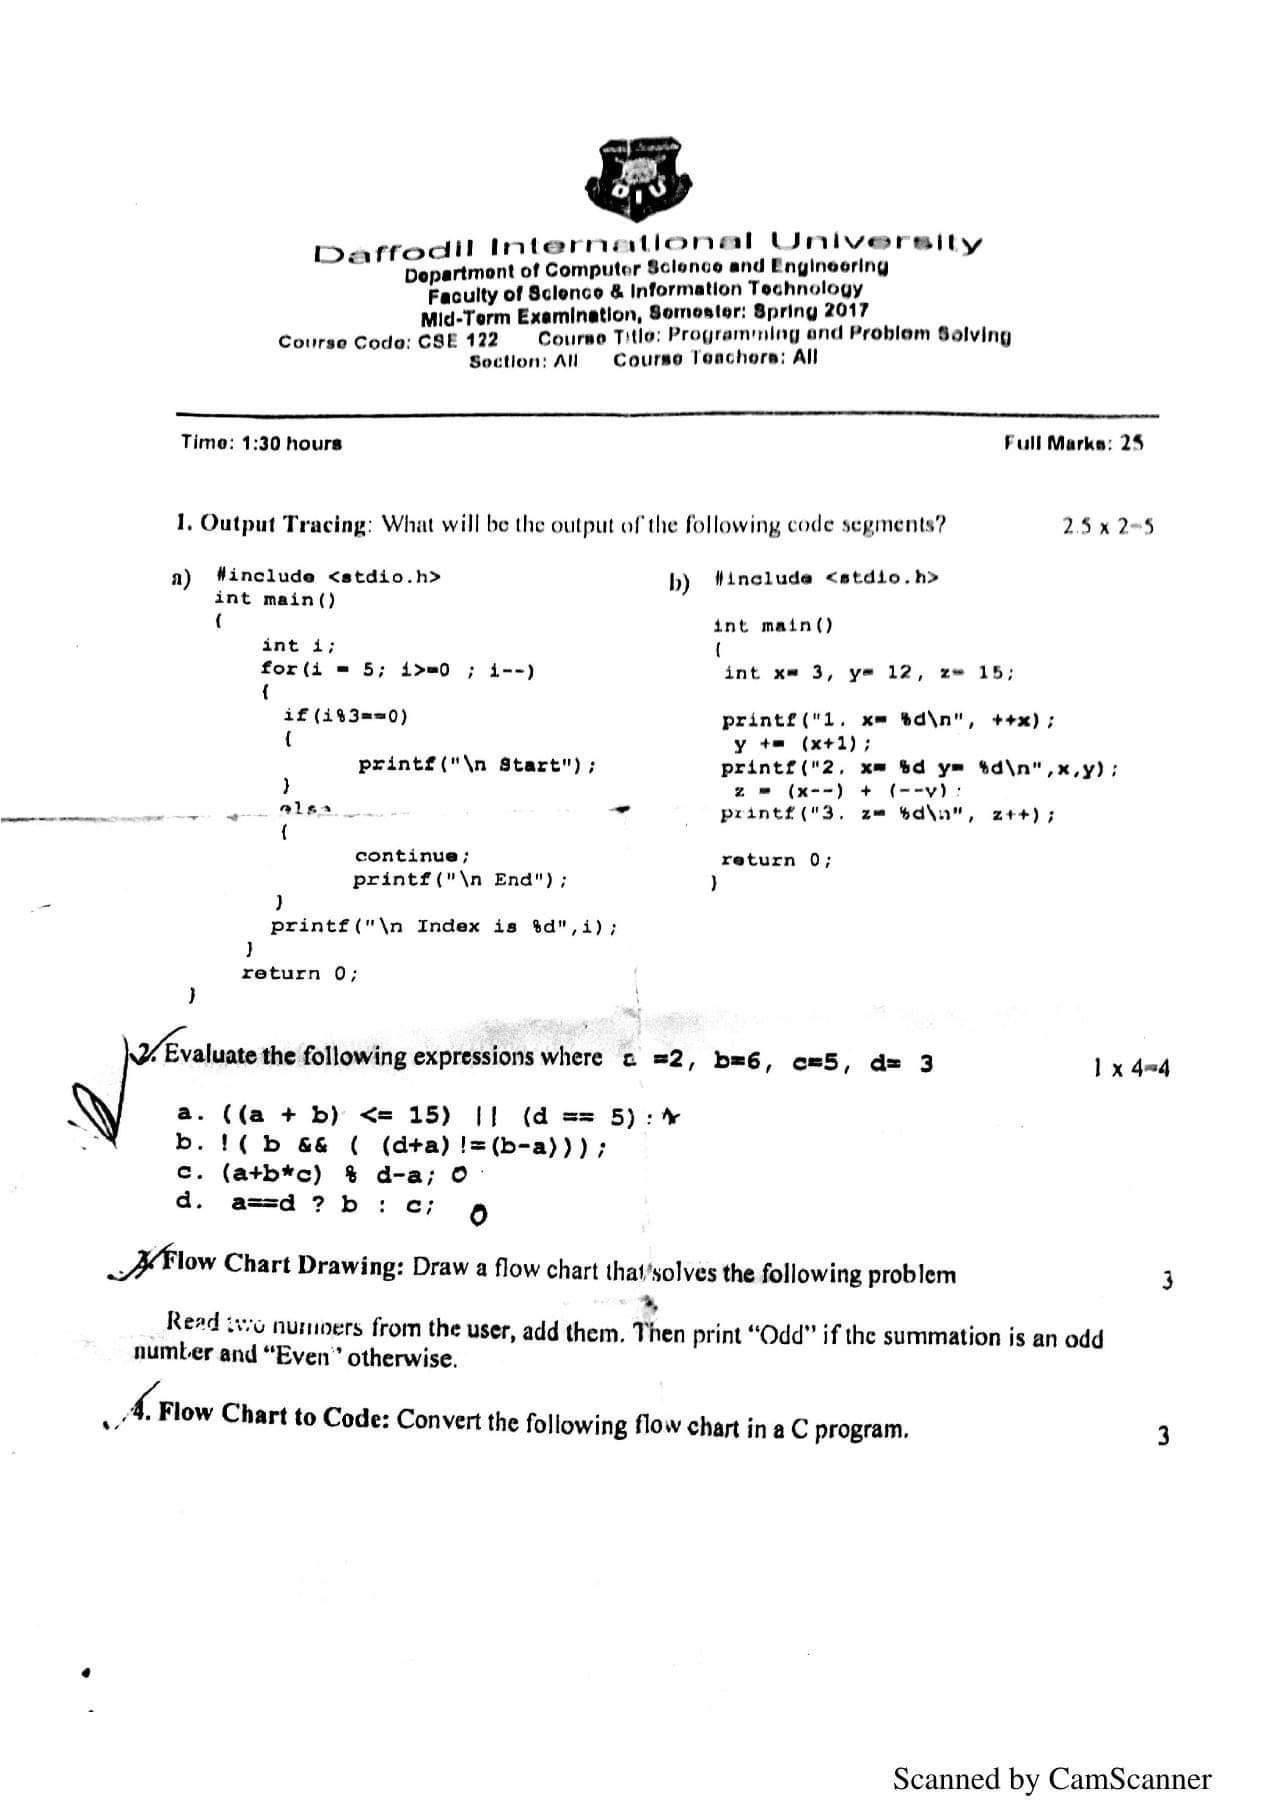 DIU
Daffodil International University
Department of Computer Science and Engineering
Faculty of Science & Information Technology
Mid-Term Examination, Semester: Spring 2017
Course Code: CSE 122 Course Title: Programming and Problem Solving
Section: All Course Teachers: All
Time: 1:30 hours Full Marks: 25
1. Output Tracing: What will be the output of the following code segments? 2.5 x 2=5
a) #include <stdio.h>
int main()
{
int i;
for(i = 5; i>=0 ; i--)
{
if(i%3==0)
{
printf("\n Start");
}
else
{
continue;
printf("\n End");
}
printf("\n Index is %d",i);
}
return 0;
}
b) #include <stdio.h>
int main()
{
int x= 3, y= 12, z= 15;
printf("1. x= %d\n", ++x);
y += (x+1);
printf("2. x= %d y= %d\n",x,y);
z = (x--) + (--y);
printf("3. z= %d\n", z++);
return 0;
}
2. Evaluate the following expressions where a =2, b=6, c=5, d= 3 1 x 4=4
a. ((a + b) <= 15) || (d == 5);
b. !( b && ( (d+a) !=(b-a)));
c. (a+b*c) % d-a; 0
d. a==d ? b : c; 0
3. Flow Chart Drawing: Draw a flow chart that solves the following problem 3
Read two numbers from the user, add them. Then print “Odd” if the summation is an odd
number and “Even” otherwise.
4. Flow Chart to Code: Convert the following flow chart in a C program. 3
Scanned by CamScanner